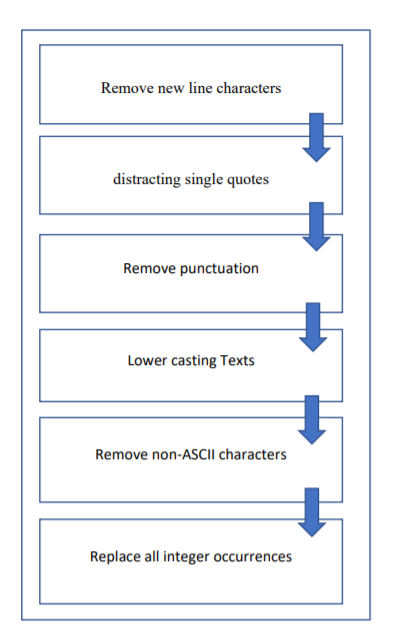 Remove new line characters
distracting single quotes
Remove punctuation
Lower casting Texts
Remove non-ASCII characters
Replace all integer occurrences